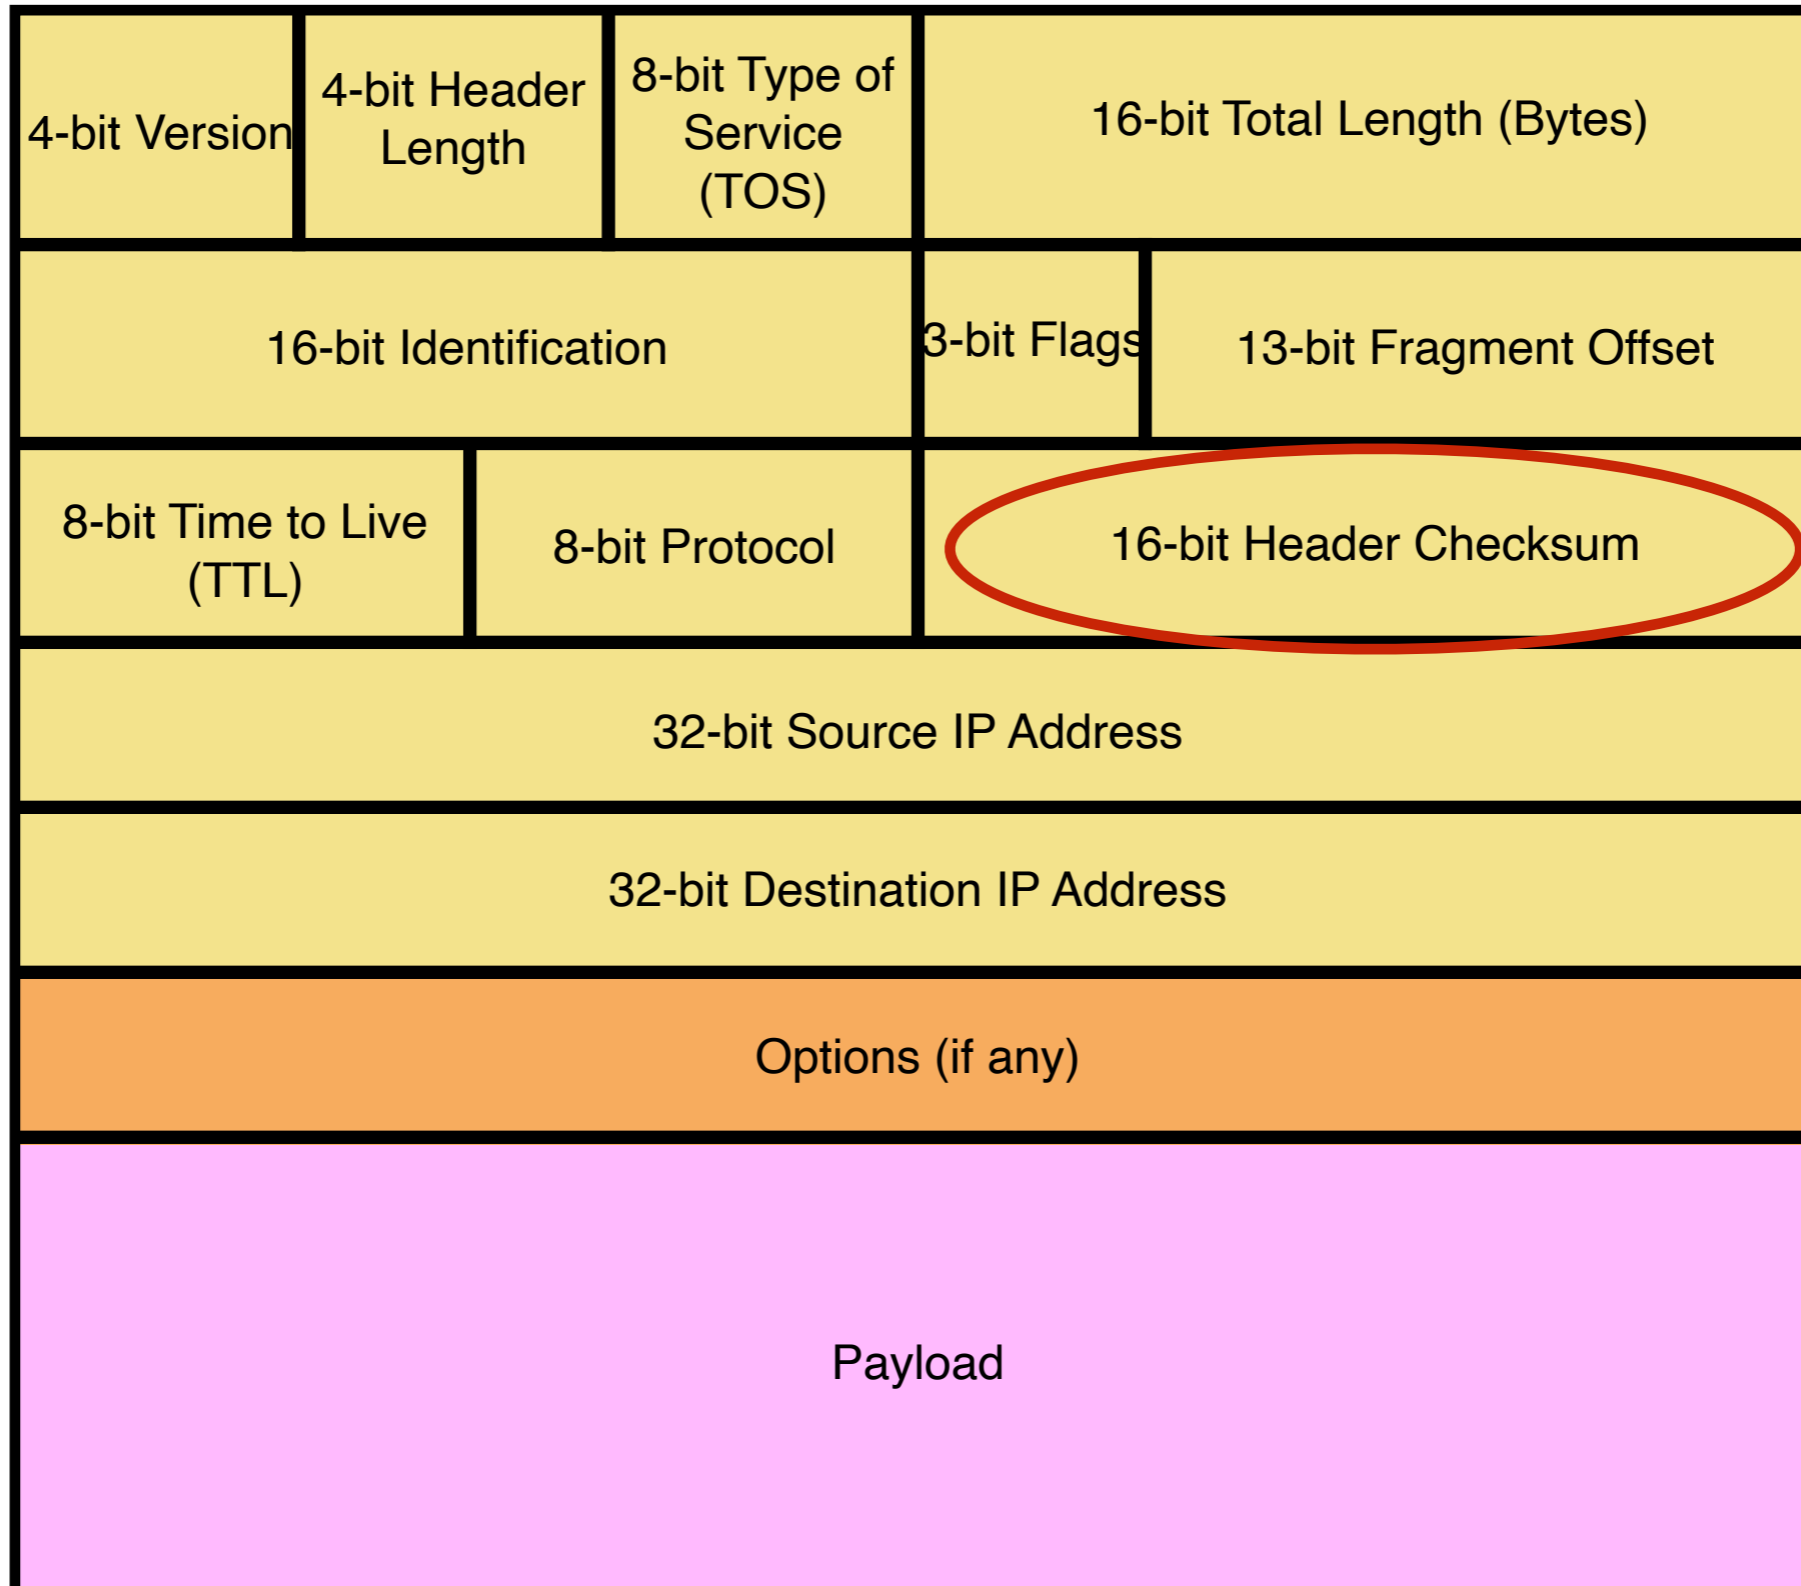 4-bit Version
4-bit Header
Length
8-bit Type of
Service
(TOS)
16-bit Total Length (Bytes)
16-bit Identification
3-bit Flags
13-bit Fragment Offset
8-bit Time to Live
(TTL)
8-bit Protocol
16-bit Header Checksum
32-bit Source IP Address
32-bit Destination IP Address
Options (if any)
Payload